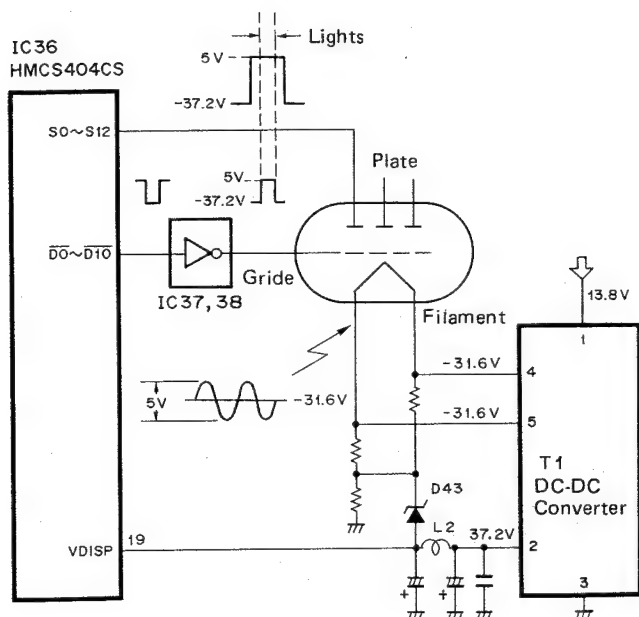 IC36
HMCS404CS
Lights
5V
-37.2V
S0~S12
Plate
5V
-37.2V
D0~D10
Gride
IC37, 38
Filament
13.8V
1
-31.6V
4
5V
-31.6V
-31.6V
5
T1
DC-DC
Converter
D43
L2
37.2V
2
19
VDISP
+
+
3